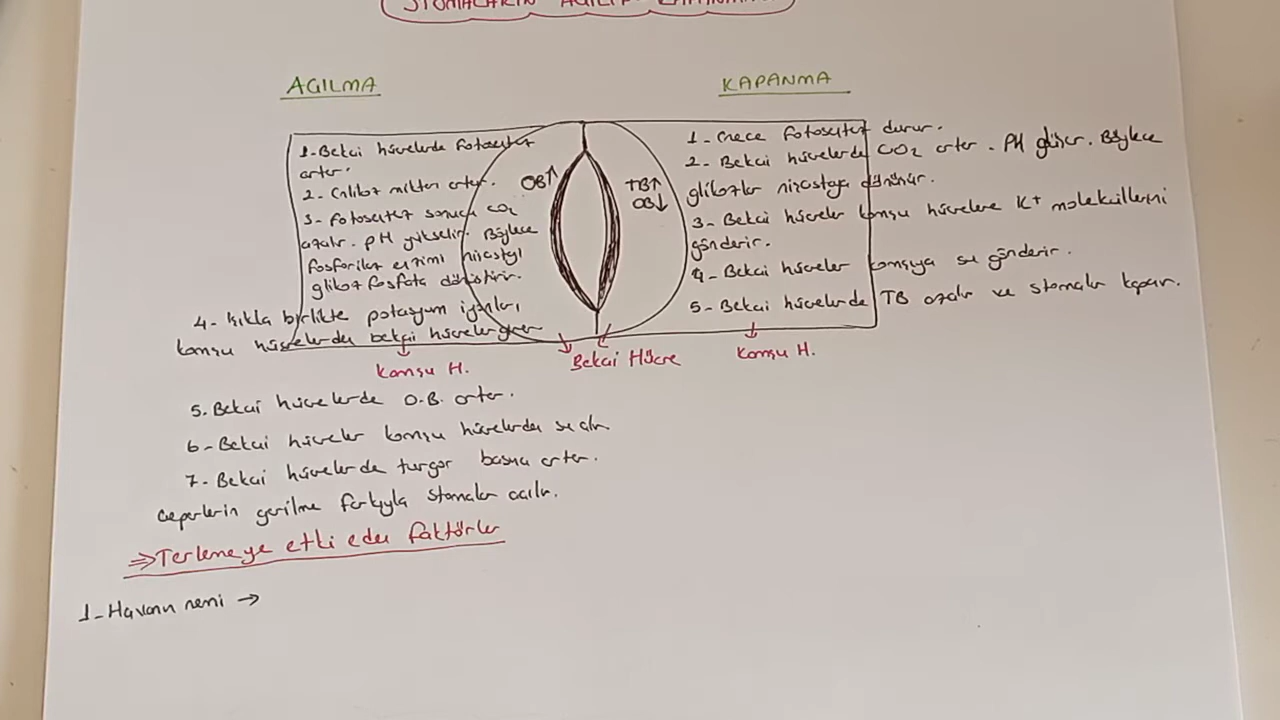 STOMALARIN AÇILIP KAPANMASI
AÇILMA
1-Bekçi hücrelerde fotosentez
artar.
2- Glikoz miktarı artar.
3- Fotosentez sonucu CO2
azalır. pH yükselir. Böylece
fosforilaz enzimi nişastayı
glikoz fosfata dönüştürür.
4- Işıkla birlikte potasyum iyonları,
komşu hücrelerden bekçi hücrelere girer
OB↑
TB↑
OB↓
KAPANMA
1- Gece fotosentez durur.
2- Bekçi hücrelerde CO2 artar. PH düşer. Böylece
glikozlar nişastaya dönüşür.
3- Bekçi hücreler komşu hücrelere K+ moleküllerini
gönderir.
4- Bekçi hücreler komşuya su gönderir.
5- Bekçi hücrelerde TB azalır ve stomalar kapanır.
Komşu H.
Bekçi Hücre
Komşu H.
5. Bekçi hücrelerde O.B. artar.
6- Bekçi hücreler komşu hücrelerden su alır.
7- Bekçi hücrelerde turgor basıncı artar.
Çeperlerin gerilme farkıyla stomalar açılır.
⇒Terlemeye etki eden faktörler
1- Havanın nemi →